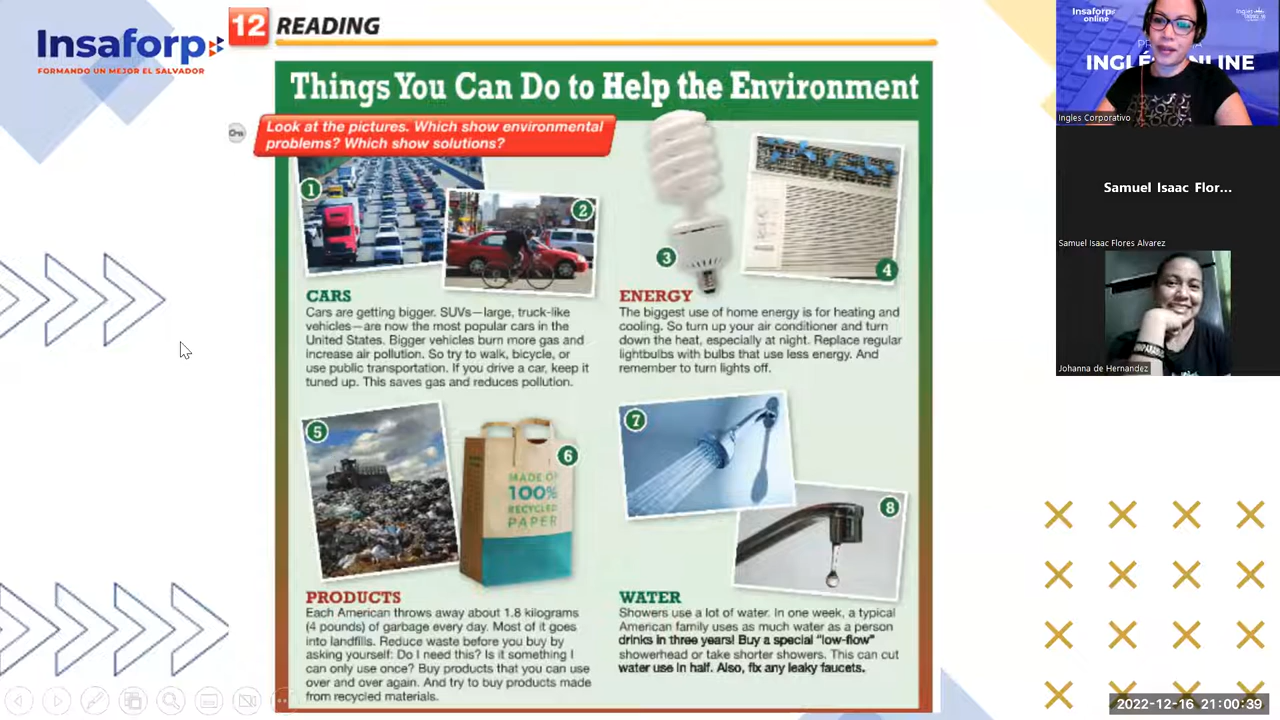 Insaforp
FORMANDO UN MEJOR EL SALVADOR
12 READING
Things You Can Do to Help the Environment
Look at the pictures. Which show environmental
problems? Which show solutions?
1
2
CARS
Cars are getting bigger. SUVs—large, truck-like
vehicles—are now the most popular cars in the
United States. Bigger vehicles burn more gas and
increase air pollution. So try to walk, bicycle, or
use public transportation. If you drive a car, keep it
tuned up. This saves gas and reduces pollution.
3
4
ENERGY
The biggest use of home energy is for heating and
cooling. So turn up your air conditioner and turn
down the heat, especially at night. Replace regular
lightbulbs with bulbs that use less energy. And
remember to turn lights off.
5
6
MADE OF
100%
RECYCLED
PAPER
PRODUCTS
Each American throws away about 1.8 kilograms
(4 pounds) of garbage every day. Most of it goes
into landfills. Reduce waste before you buy by
asking yourself: Do I need this? Is it something I
can only use once? Buy products that you can use
over and over again. And try to buy products made
from recycled materials.
7
8
WATER
Showers use a lot of water. In one week, a typical
American family uses as much water as a person
drinks in three years! Buy a special "low-flow"
showerhead or take shorter showers. This can cut
water use in half. Also, fix any leaky faucets.
Insaforp
online
INGLÉS ONLINE
Ingles Corporativo
Samuel Isaac Flor...
Samuel Isaac Flores Alvarez
Johanna de Hernandez
2022-12-16 21:00:39